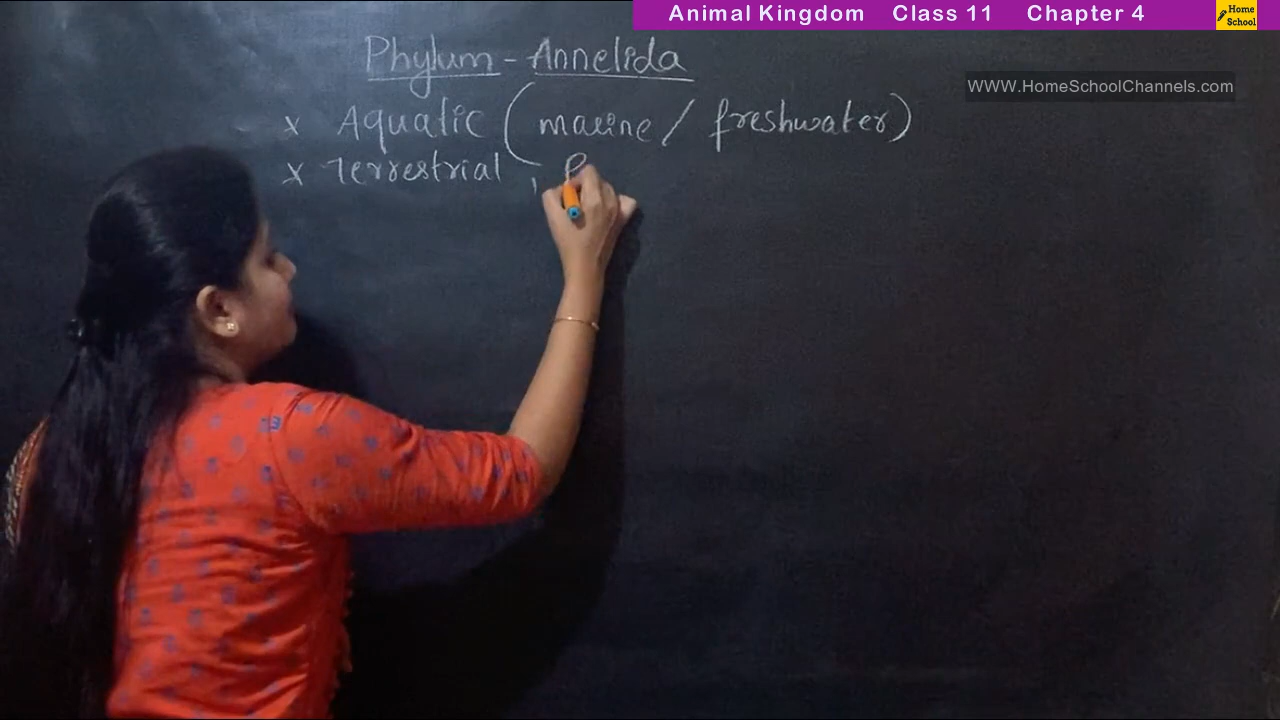 Animal Kingdom Class 11 Chapter 4
Home School
WWW.HomeSchoolChannels.com
Phylum - Annelida
x Aquatic (marine / freshwater)
x Terrestrial,